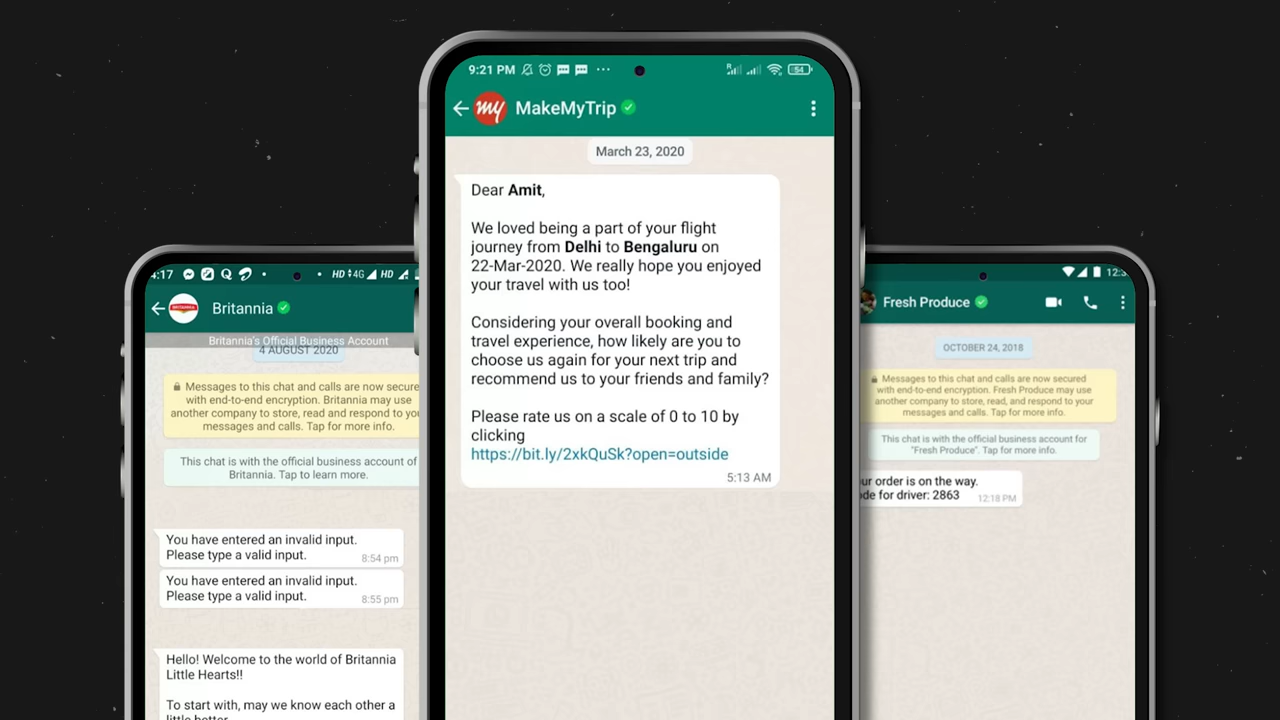 4:17
HD 4G HD
Britannia
Britannia's Official Business Account
4 AUGUST 2020
Messages to this chat and calls are now secure
with end-to-end encryption. Britannia may use
another company to store, read and respond to
messages and calls. Tap for more info.
This chat is with the official business account of
Britannia. Tap to learn more.
You have entered an invalid input.
Please type a valid input.
8:54 pm
You have entered an invalid input.
Please type a valid input.
8:55 pm
Hello! Welcome to the world of Britannia
Little Hearts!!
To start with, may we know each other a
little better
9:21 PM
R
54
my
MakeMyTrip
March 23, 2020
Dear Amit,
We loved being a part of your flight
journey from Delhi to Bengaluru on
22-Mar-2020. We really hope you enjoyed
your travel with us too!
Considering your overall booking and
travel experience, how likely are you to
choose us again for your next trip and
recommend us to your friends and family?
Please rate us on a scale of 0 to 10 by
clicking
https://bit.ly/2xkQuSk?open=outside
5:13 AM
12:3
Fresh Produce
OCTOBER 24, 2018
Messages to this chat and calls are now secured
with end-to-end encryption. Fresh Produce may use
another company to store, read, and respond to your
messages and calls. Tap for more info.
This chat is with the official business account for
"Fresh Produce". Tap for more info.
ur order is on the way.
de for driver: 2863
12:18 PM